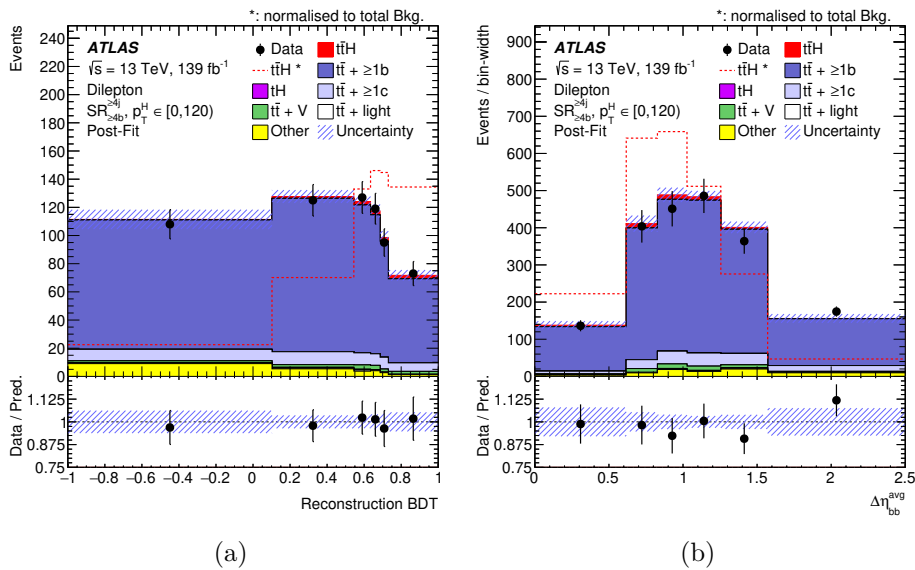 *: normalised to total Bkg.
ATLAS
√s = 13 TeV, 139 fb⁻¹
Dilepton
SR≥4j≥4b, pHT ∈ [0,120]
Post-Fit
Data
tt̄H
tt̄H *
tt̄ + ≥1b
tH
tt̄ + ≥1c
tt̄ + V
tt̄ + light
Other
Uncertainty
Events
240
220
200
180
160
140
120
100
80
60
40
20
0
Data / Pred.
1.125
1
0.875
0.75
−1 −0.8 −0.6 −0.4 −0.2 0 0.2 0.4 0.6 0.8 1
Reconstruction BDT
(a)
*: normalised to total Bkg.
ATLAS
√s = 13 TeV, 139 fb⁻¹
Dilepton
SR≥4j≥4b, pHT ∈ [0,120]
Post-Fit
Data
tt̄H
tt̄H *
tt̄ + ≥1b
tH
tt̄ + ≥1c
tt̄ + V
tt̄ + light
Other
Uncertainty
Events / bin-width
900
800
700
600
500
400
300
200
100
0
Data / Pred.
1.125
1
0.875
0.75
0 0.5 1 1.5 2 2.5
Δηavgbb
(b)